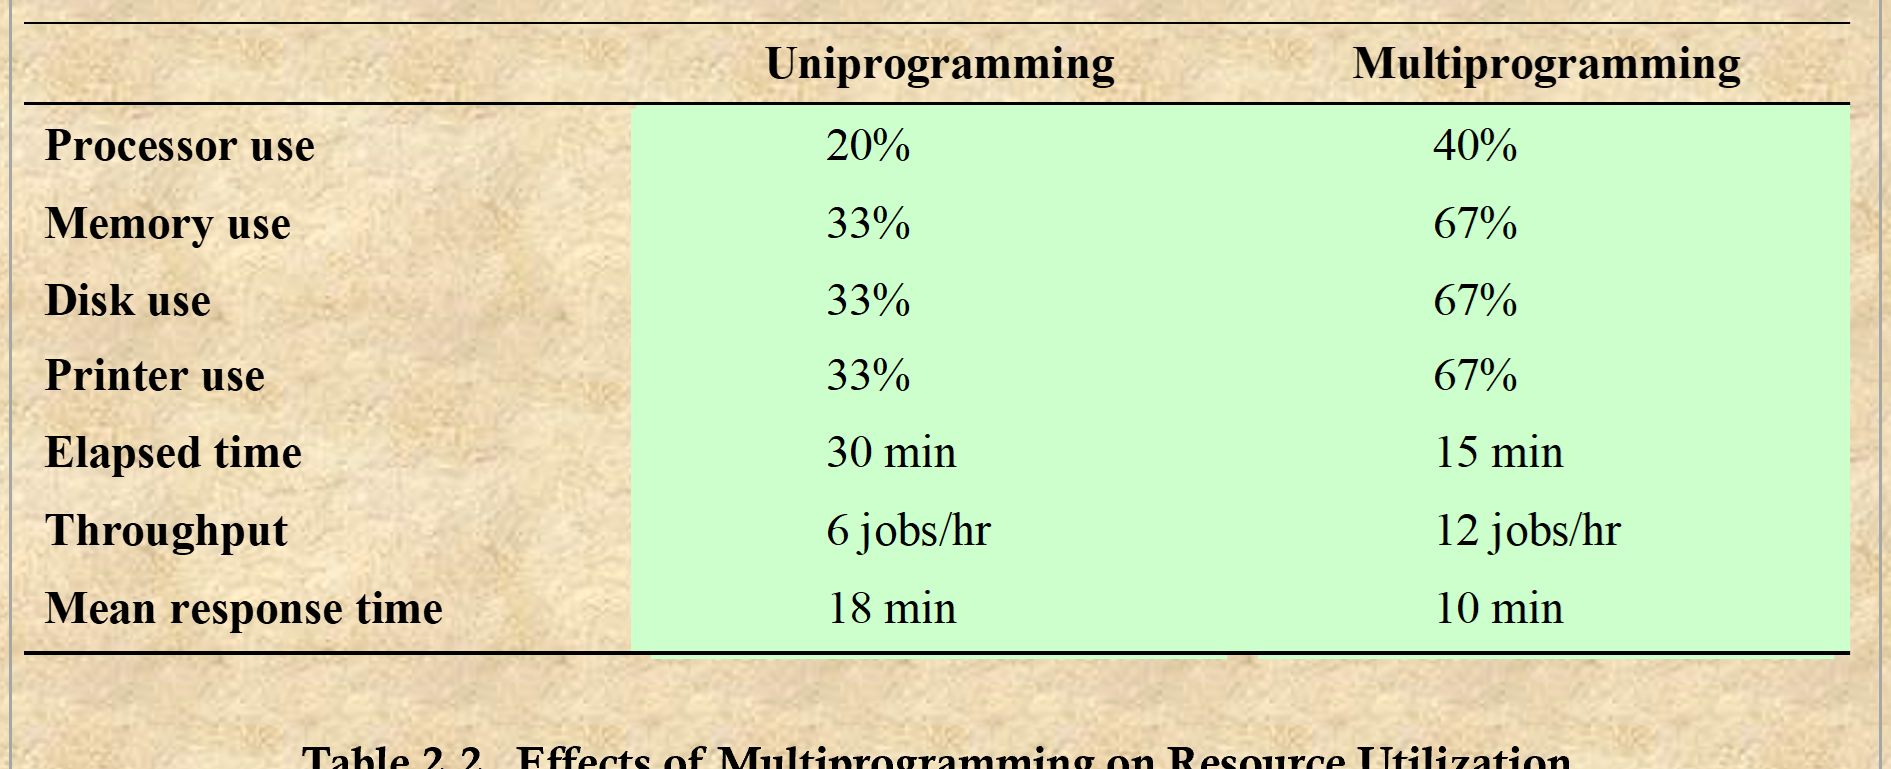 Uniprogramming Multiprogramming
Processor use 20% 40%
Memory use 33% 67%
Disk use 33% 67%
Printer use 33% 67%
Elapsed time 30 min 15 min
Throughput 6 jobs/hr 12 jobs/hr
Mean response time 18 min 10 min
Table 2.2 Effects of Multiprogramming on Resource Utilization